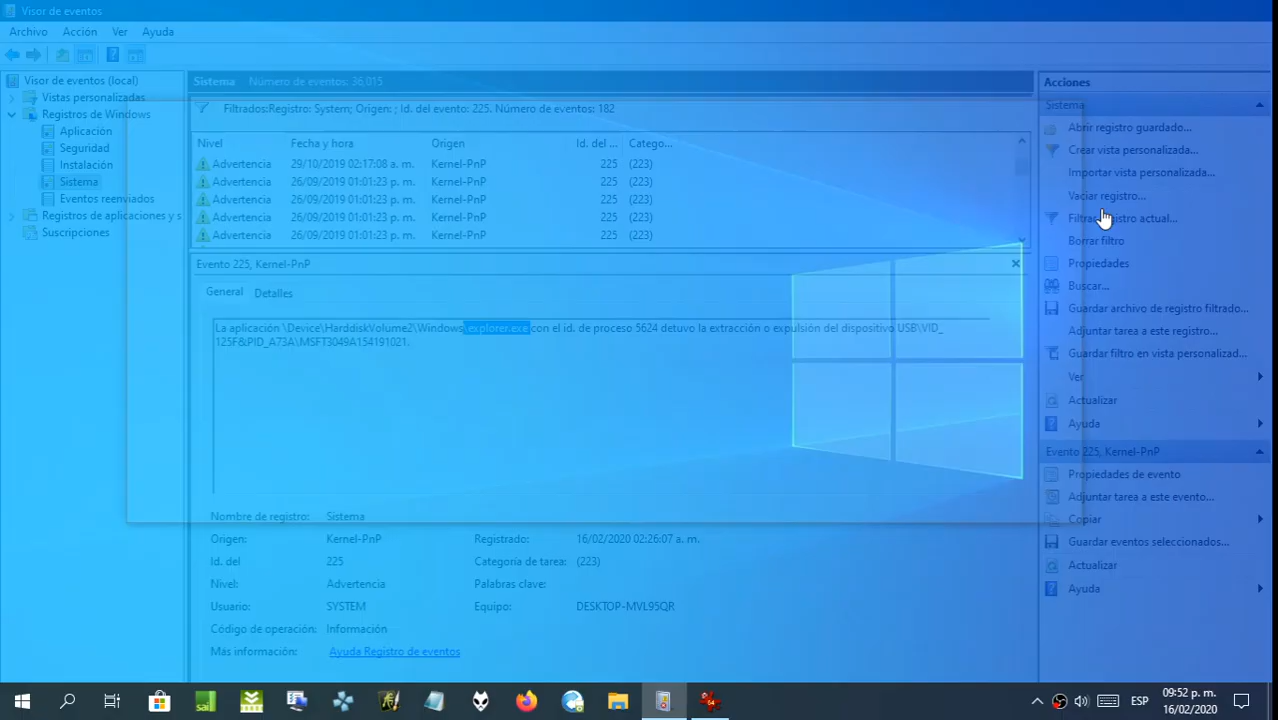 Visor de eventos
Archivo Acción Ver Ayuda
Visor de eventos (local)
Vistas personalizadas
Registros de Windows
Aplicación
Seguridad
Instalación
Sistema
Eventos reenviados
Registros de aplicaciones y s
Suscripciones
Sistema Número de eventos: 36,015
Filtrados:Registro: System; Origen: ; Id. del evento: 225. Número de eventos: 182
Nivel Fecha y hora Origen Id. del ... Catego...
Advertencia 29/10/2019 02:17:08 a. m. Kernel-PnP 225 (223)
Advertencia 26/09/2019 01:01:23 p. m. Kernel-PnP 225 (223)
Advertencia 26/09/2019 01:01:23 p. m. Kernel-PnP 225 (223)
Advertencia 26/09/2019 01:01:23 p. m. Kernel-PnP 225 (223)
Advertencia 26/09/2019 01:01:23 p. m. Kernel-PnP 225 (223)
Evento 225, Kernel-PnP
General Detalles
La aplicación \Device\HarddiskVolume2\Windows\explorer.exe con el id. de proceso 5624 detuvo la extracción o expulsión del dispositivo USB\VID_
125F&PID_A73A\MSFT3049A154191021.
Nombre de registro: Sistema
Origen: Kernel-PnP Registrado: 16/02/2020 02:26:07 a. m.
Id. del 225 Categoría de tarea: (223)
Nivel: Advertencia Palabras clave:
Usuario: SYSTEM Equipo: DESKTOP-MVL95QR
Código de operación: Información
Más información: Ayuda Registro de eventos
Acciones
Sistema
Abrir registro guardado...
Crear vista personalizada...
Importar vista personalizada...
Vaciar registro...
Filtrar registro actual...
Borrar filtro
Propiedades
Buscar...
Guardar archivo de registro filtrado...
Adjuntar tarea a este registro...
Guardar filtro en vista personalizad...
Ver
Actualizar
Ayuda
Evento 225, Kernel-PnP
Propiedades de evento
Adjuntar tarea a este evento...
Copiar
Guardar eventos seleccionados...
Actualizar
Ayuda
sai
64
ESP
09:52 p. m.
16/02/2020